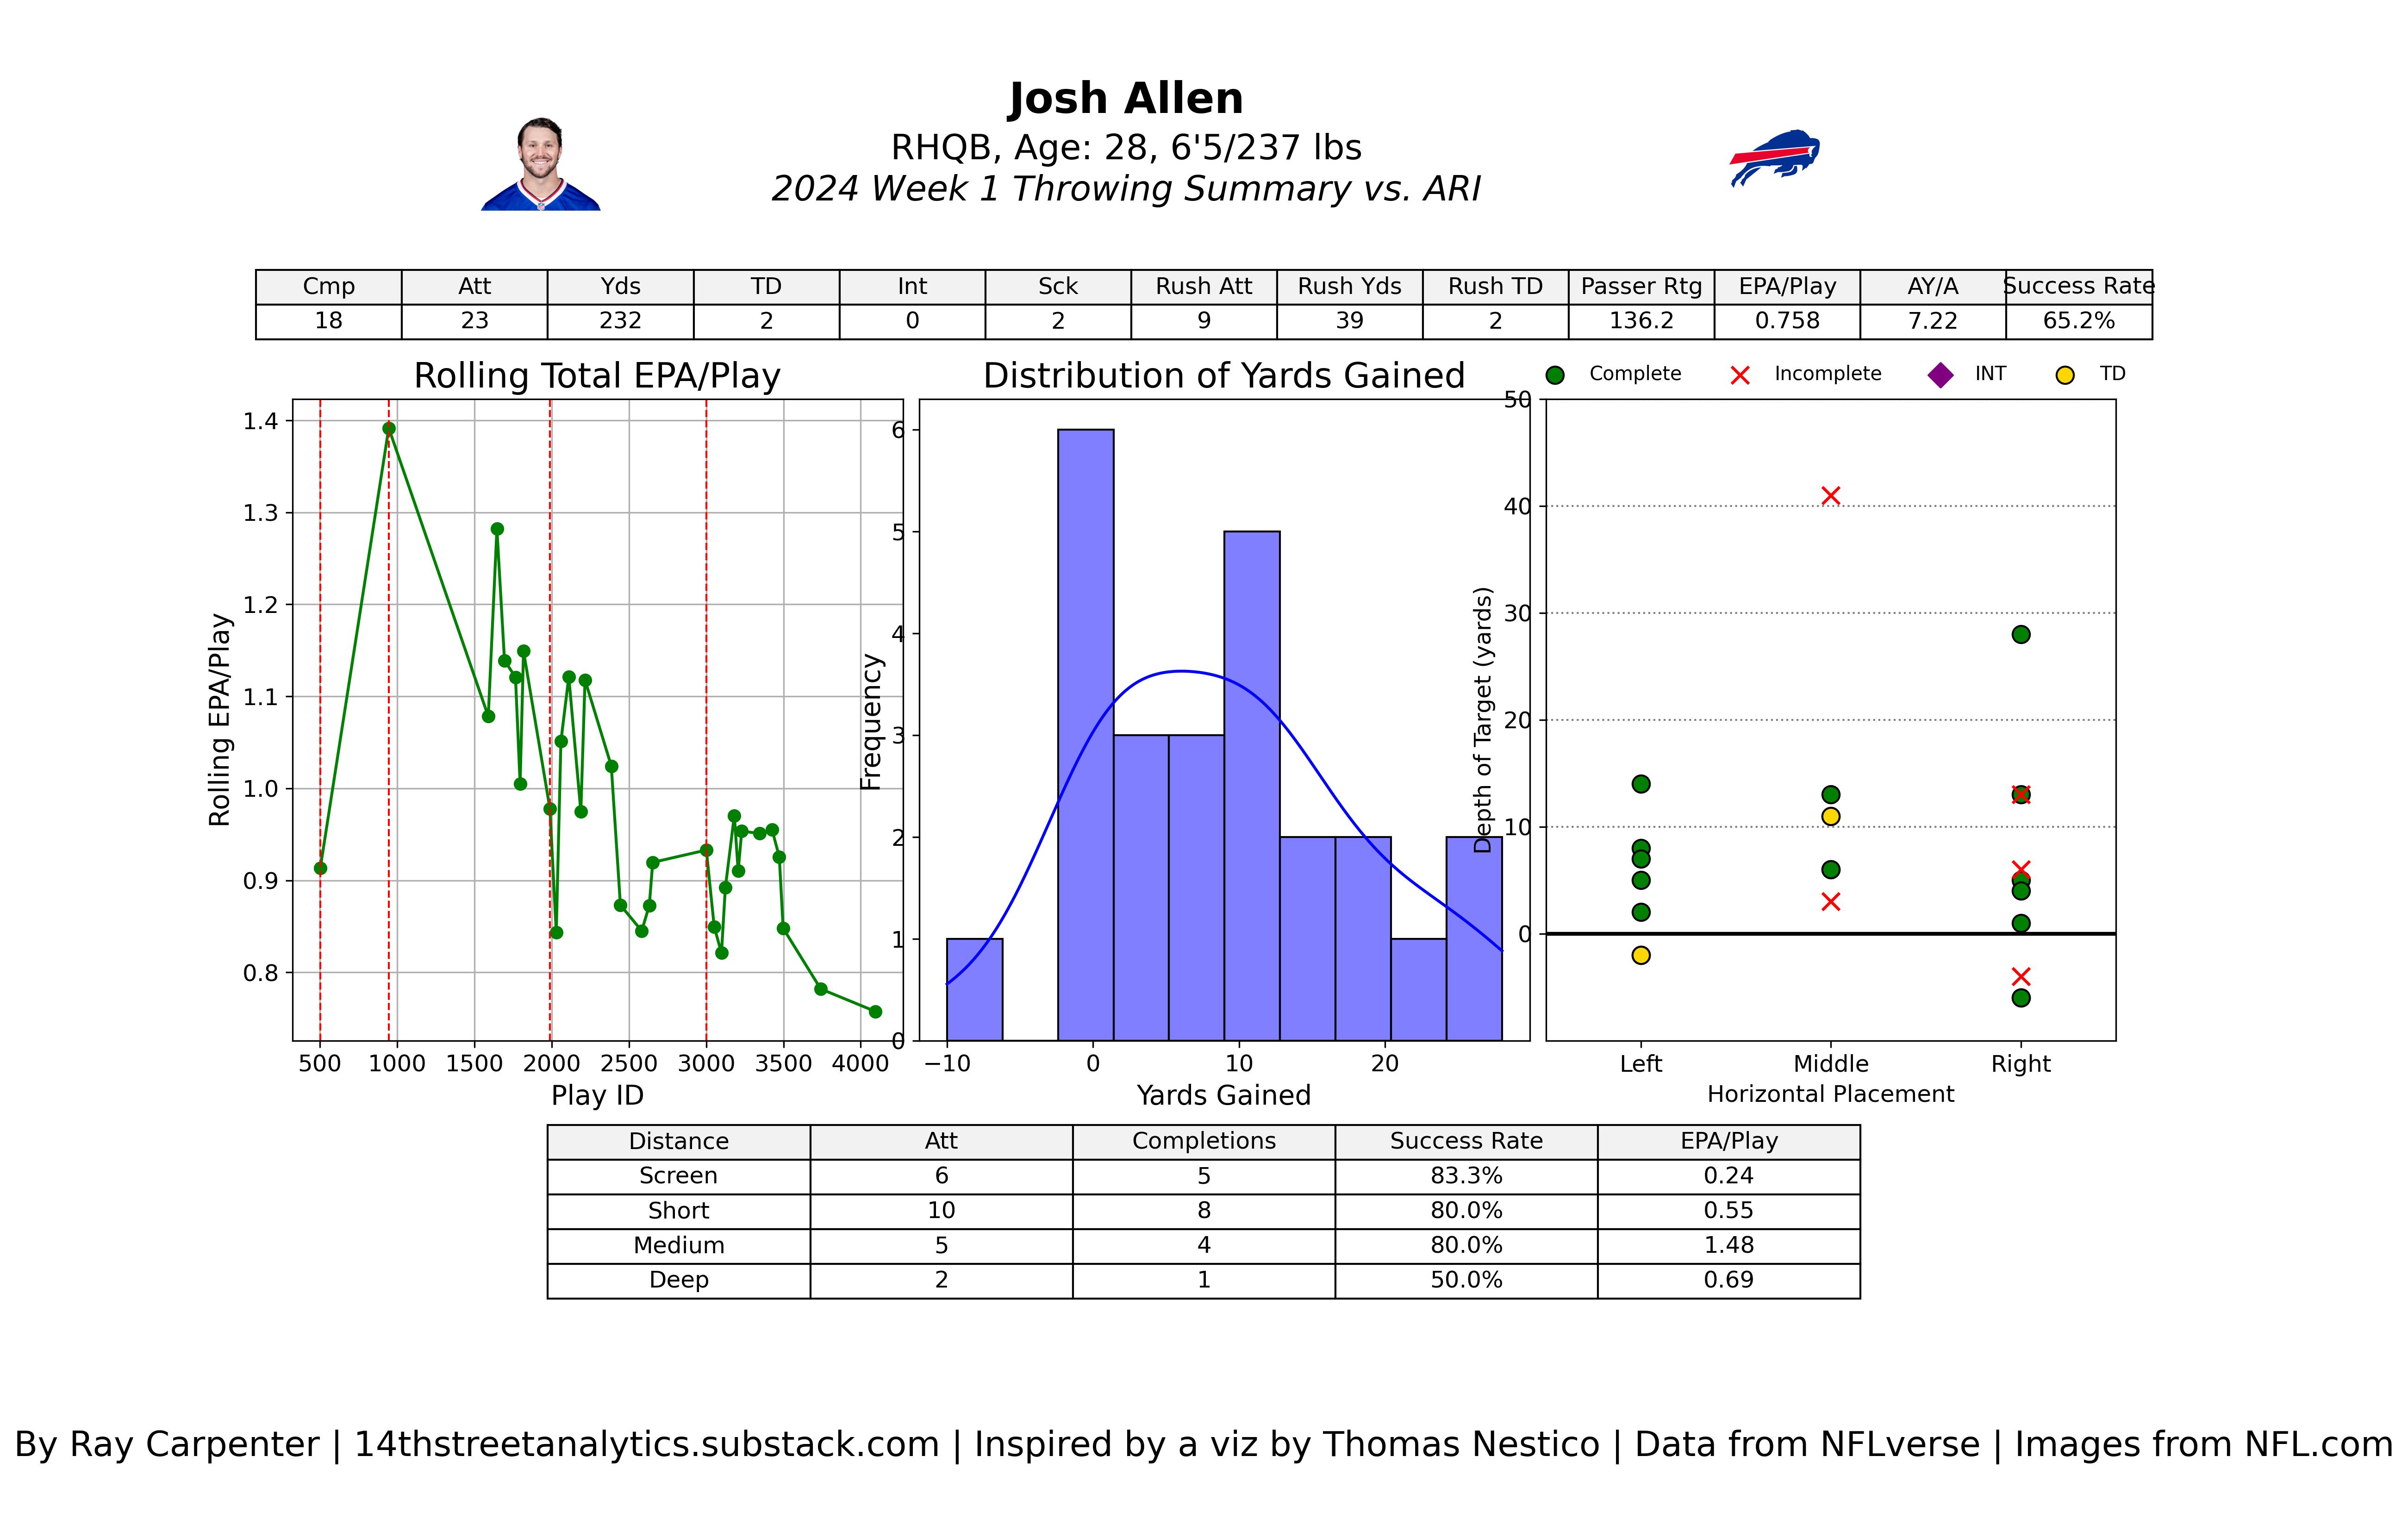 Josh Allen
RHQB, Age: 28, 6'5/237 lbs
2024 Week 1 Throwing Summary vs. ARI
Cmp Att Yds TD Int Sck Rush Att Rush Yds Rush TD Passer Rtg EPA/Play AY/A Success Rate
18 23 232 2 0 2 9 39 2 136.2 0.758 7.22 65.2%
Rolling Total EPA/Play
1.4
1.3
1.2
1.1
1.0
0.9
0.8
Rolling EPA/Play
500 1000 1500 2000 2500 3000 3500 4000
Play ID
Distribution of Yards Gained
6
5
4
3
2
1
0
Frequency
−10 0 10 20
Yards Gained
Complete Incomplete INT TD
50
40
30
20
10
0
Depth of Target (yards)
Left Middle Right
Horizontal Placement
Distance Att Completions Success Rate EPA/Play
Screen 6 5 83.3% 0.24
Short 10 8 80.0% 0.55
Medium 5 4 80.0% 1.48
Deep 2 1 50.0% 0.69
By Ray Carpenter | 14thstreetanalytics.substack.com | Inspired by a viz by Thomas Nestico | Data from NFLverse | Images from NFL.com